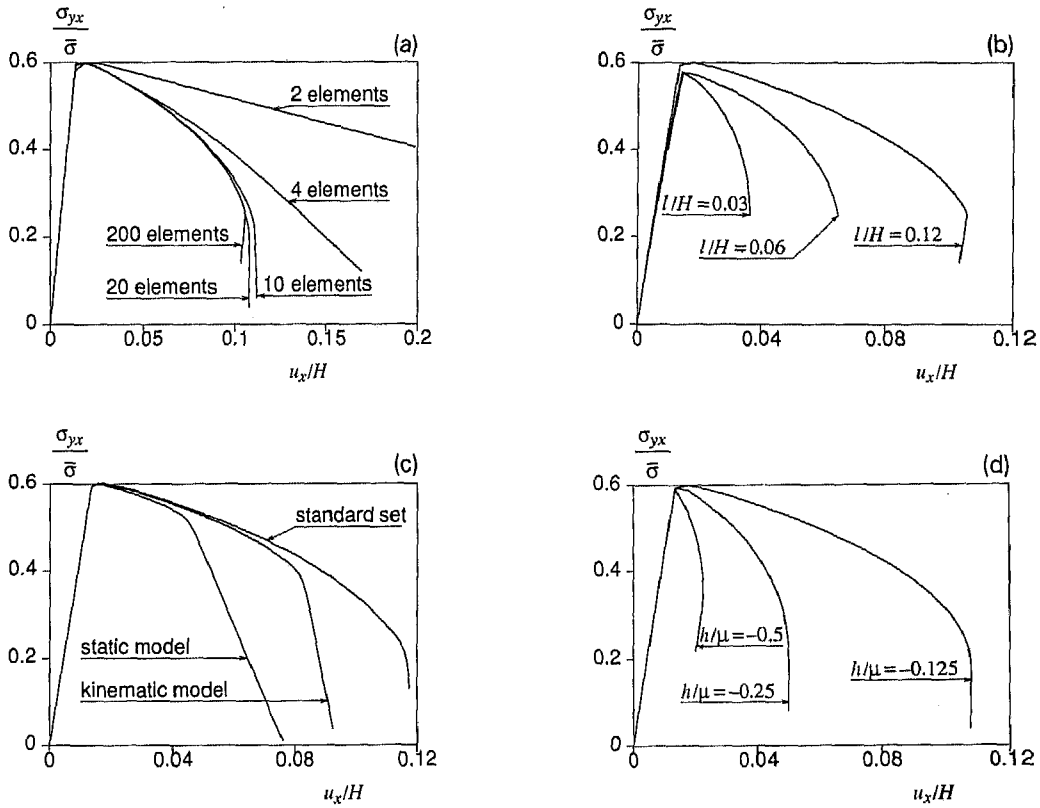 σyx
σ̄
(a)
0.6
2 elements
0.4
4 elements
200 elements
0.2
20 elements
10 elements
0
0
0.05
0.1
0.15
0.2
ux/H
σyx
σ̄
(b)
0.6
0.4
l/H = 0.03
l/H = 0.06
l/H = 0.12
0.2
0
0
0.04
0.08
0.12
ux/H
σyx
σ̄
(c)
0.6
standard set
0.4
static model
0.2
kinematic model
0
0
0.04
0.08
0.12
ux/H
σyx
σ̄
(d)
0.6
0.4
h/μ=−0.5
0.2
h/μ=−0.25
h/μ=−0.125
0
0
0.04
0.08
0.12
ux/H